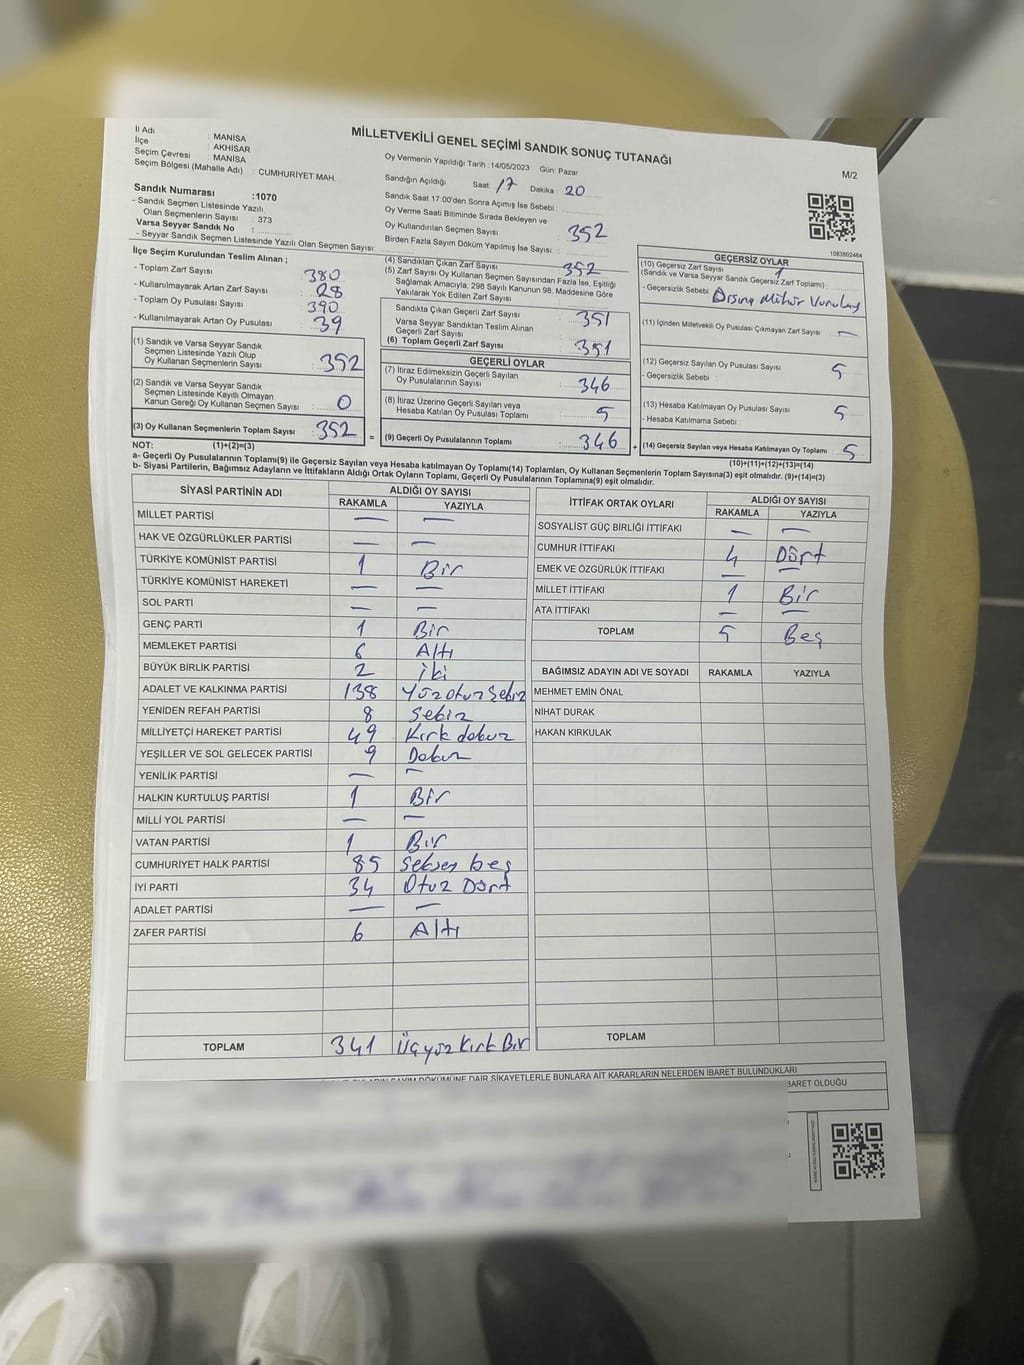 MİLLETVEKİLİ GENEL SEÇİMİ SANDIK SONUÇ TUTANAĞI
M/2
İl Adı : MANİSA
İlçe : AKHİSAR
Seçim Çevresi : MANİSA
Seçim Bölgesi (Mahalle Adı) : CUMHURİYET MAH.
Sandık Numarası :1070
- Sandık Seçmen Listesinde Yazılı
Olan Seçmenlerin Sayısı : 373
Varsa Seyyar Sandık No :
- Seyyar Sandık Seçmen Listesinde Yazılı Olan Seçmen Sayısı:
Oy Vermenin Yapıldığı Tarih :14/05/2023 Gün: Pazar
Sandığın Açıldığı Saat: 17 Dakika : 20
Sandık Saat 17:00'den Sonra Açımış İse Sebebi :
Oy Verme Saati Bitiminde Sırada Bekleyen ve
Oy Kullandırılan Seçmen Sayısı : 352
Birden Fazla Sayım Döküm Yapılmış İse Sayısı :
1083802464
İlçe Seçim Kurulundan Teslim Alınan ;
- Toplam Zarf Sayısı : 380
- Kullanılmayarak Artan Zarf Sayısı : 28
- Toplam Oy Pusulası Sayısı : 390
- Kullanılmayarak Artan Oy Pusulası : 39
(1) Sandık ve Varsa Seyyar Sandık
Seçmen Listesinde Yazılı Olup
Oy Kullanan Seçmenlerin Sayısı : 352
(2) Sandık ve Varsa Seyyar Sandık
Seçmen Listesinde Kayıtlı Olmayan
Kanun Gereği Oy Kullanan Seçmen Sayısı : 0
(3) Oy Kullanan Seçmenlerin Toplam Sayısı : 352
(4) Sandıktan Çıkan Zarf Sayısı : 352
(5) Zarf Sayısı Oy Kullanan Seçmen Sayısından Fazla İse, Eşitliği
Sağlamak Amacıyla, 298 Sayılı Kanunun 98. Maddesine Göre
Yakılarak Yok Edilen Zarf Sayısı :
Sandıkta Çıkan Geçerli Zarf Sayısı : 351
Varsa Seyyar Sandıktan Teslim Alınan
Geçerli Zarf Sayısı :
(6) Toplam Geçerli Zarf Sayısı : 351
GEÇERLİ OYLAR
(7) İtiraz Edilmeksizin Geçerli Sayılan
Oy Pusulalarının Sayısı : 346
(8) İtiraz Üzerine Geçerli Sayılan veya
Hesaba Katılan Oy Pusulası Toplamı : 5
= (9) Geçerli Oy Pusulalarının Toplamı : 346
GEÇERSİZ OYLAR
(10) Geçersiz Zarf Sayısı : 1
(Sandık ve Varsa Seyyar Sandık Geçersiz Zarf Toplamı)
- Geçersizlik Sebebi : Dışına Mühür Vurulmuş
(11) İçinden Milletvekili Oy Pusulası Çıkmayan Zarf Sayısı : —
(12) Geçersiz Sayılan Oy Pusulası Sayısı : 5
- Geçersizlik Sebebi :
(13) Hesaba Katılmayan Oy Pusulası Sayısı : 5
- Hesaba Katılmama Sebebi :
+ (14) Geçersiz Sayılan veya Hesaba Katılmayan Oy Toplamı : 5
NOT: (1)+(2)=(3)
(10)+(11)+(12)+(13)=(14)
a- Geçerli Oy Pusulalarının Toplamı(9) ile Geçersiz Sayılan veya Hesaba katılmayan Oy Toplamı(14) Toplamları, Oy Kullanan Seçmenlerin Toplam Sayısına(3) eşit olmalıdır. (9)+(14)=(3)
b- Siyasi Partilerin, Bağımsız Adayların ve İttifakların Aldığı Ortak Oyların Toplamı, Geçerli Oy Pusulalarının Toplamına(9) eşit olmalıdır.
SİYASİ PARTİNİN ADI ALDIĞI OY SAYISI
RAKAMLA YAZIYLA
MİLLET PARTİSİ — —
HAK VE ÖZGÜRLÜKLER PARTİSİ — —
TÜRKİYE KOMÜNİST PARTİSİ 1 Bir
TÜRKİYE KOMÜNİST HAREKETİ — —
SOL PARTİ — —
GENÇ PARTİ 1 Bir
MEMLEKET PARTİSİ 6 Altı
BÜYÜK BİRLİK PARTİSİ 2 iki
ADALET VE KALKINMA PARTİSİ 138 Yüz Otuz Sekiz
YENİDEN REFAH PARTİSİ 8 Sekiz
MİLLİYETÇİ HAREKET PARTİSİ 49 Kırk dokuz
YEŞİLLER VE SOL GELECEK PARTİSİ 9 Dokuz
YENİLİK PARTİSİ — —
HALKIN KURTULUŞ PARTİSİ 1 Bir
MİLLİ YOL PARTİSİ — —
VATAN PARTİSİ 1 Bir
CUMHURİYET HALK PARTİSİ 85 Seksen beş
İYİ PARTİ 34 Otuz Dört
ADALET PARTİSİ — —
ZAFER PARTİSİ 6 Altı
TOPLAM 341 Üçyüz Kırk Bir
İTTİFAK ORTAK OYLARI ALDIĞI OY SAYISI
RAKAMLA YAZIYLA
SOSYALİST GÜÇ BİRLİĞİ İTTİFAKI — —
CUMHUR İTTİFAKI 4 Dört
EMEK VE ÖZGÜRLÜK İTTİFAKI — —
MİLLET İTTİFAKI 1 Bir
ATA İTTİFAKI — —
TOPLAM 5 Beş
BAĞIMSIZ ADAYIN ADI VE SOYADI RAKAMLA YAZIYLA
MEHMET EMİN ÖNAL
NİHAT DURAK
HAKAN KIRKULAK
TOPLAM
DÖKÜMÜNE DAİR ŞİKAYETLERLE BUNLARA AİT KARARLARIN NELERDEN İBARET BULUNDUKLARI
İBARET OLDUĞU